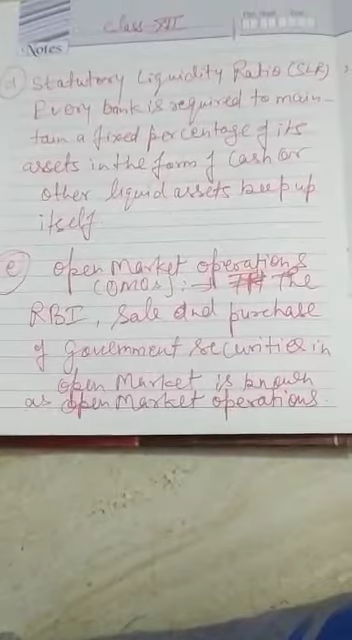 Class-XII
Notes
d Statutory Liquidity Ratio (SLR),
Every bank is required to main-
tain a fixed percentage of its
assets in the form of cash or
other liquid assets keep up
itself
e open Market operations
(OMOs): → The
RBI, Sale and purchase
of government securities in
open Market is known
as open Market operations.